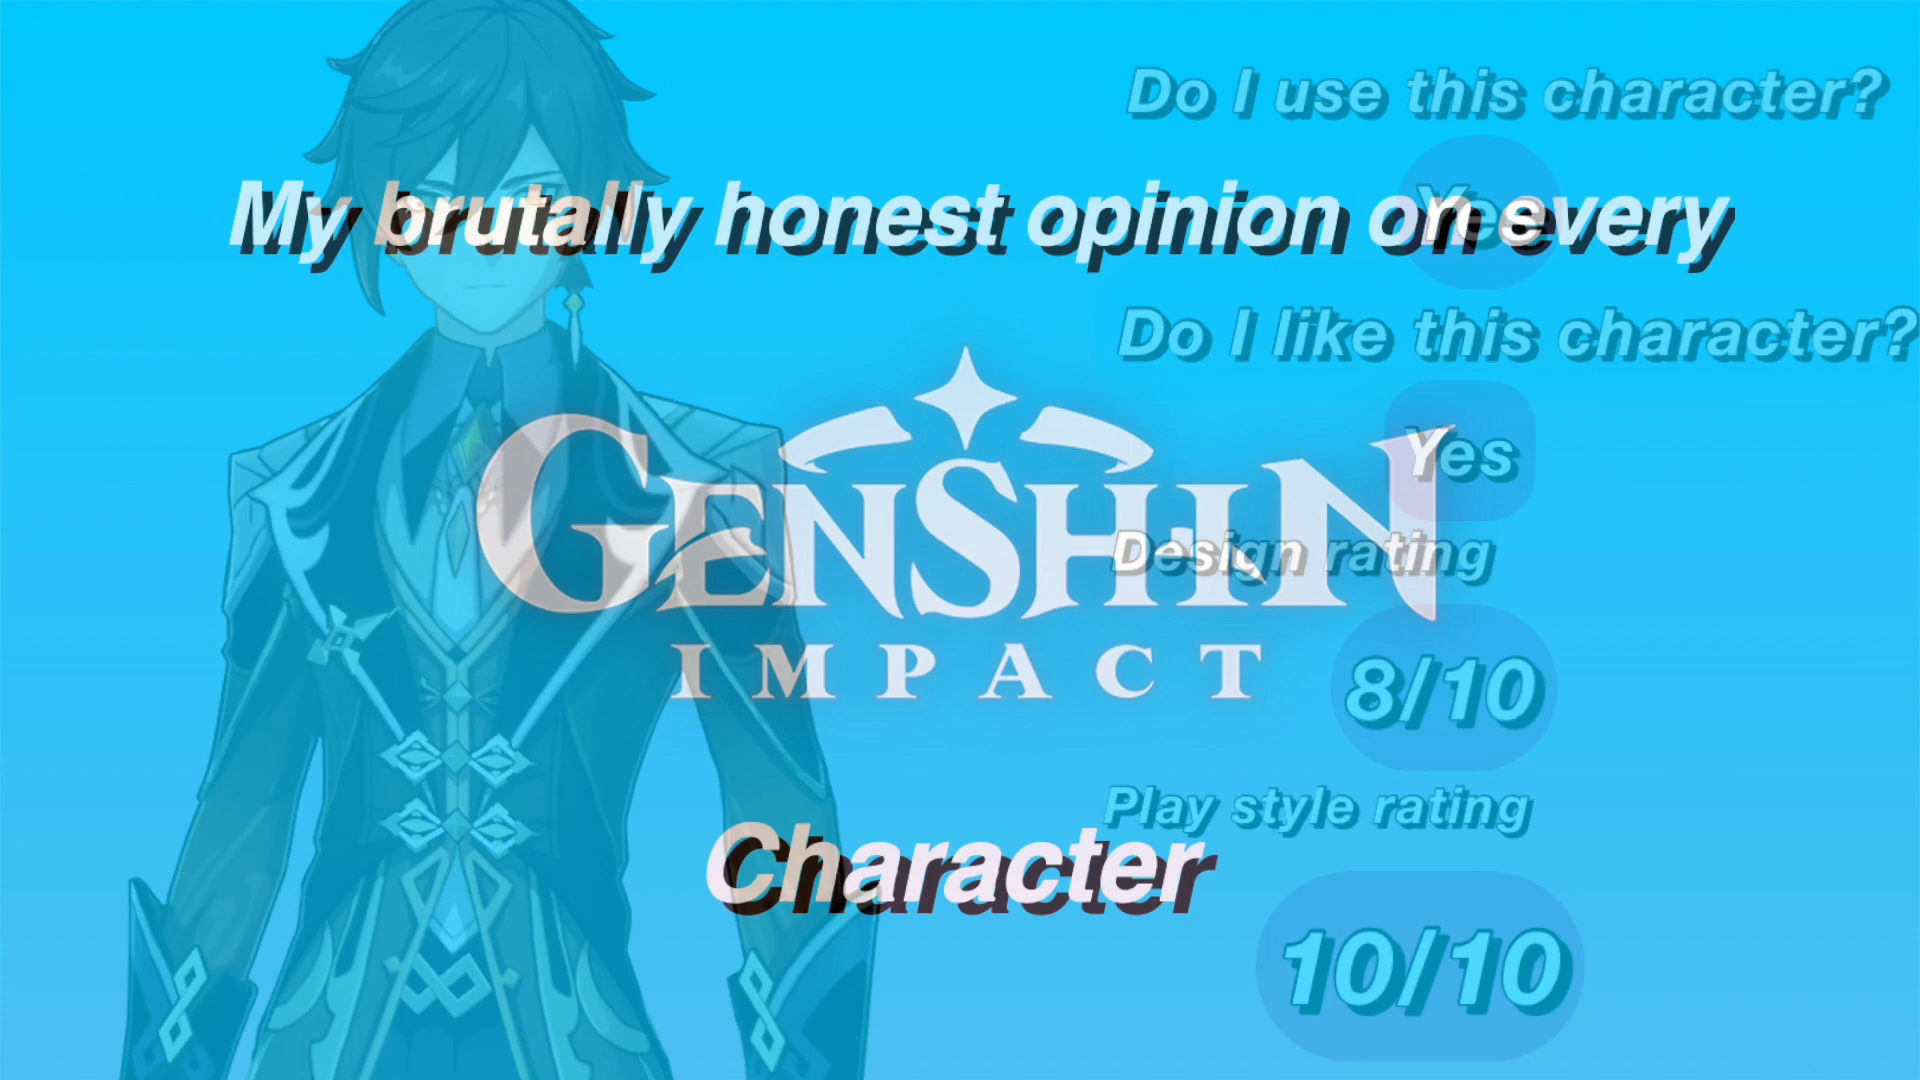 Do I use this character?
Yes
My brutally honest opinion on every
Do I like this character?
Yes
GENSHIN
IMPACT
Design rating
8/10
Play style rating
Character
10/10